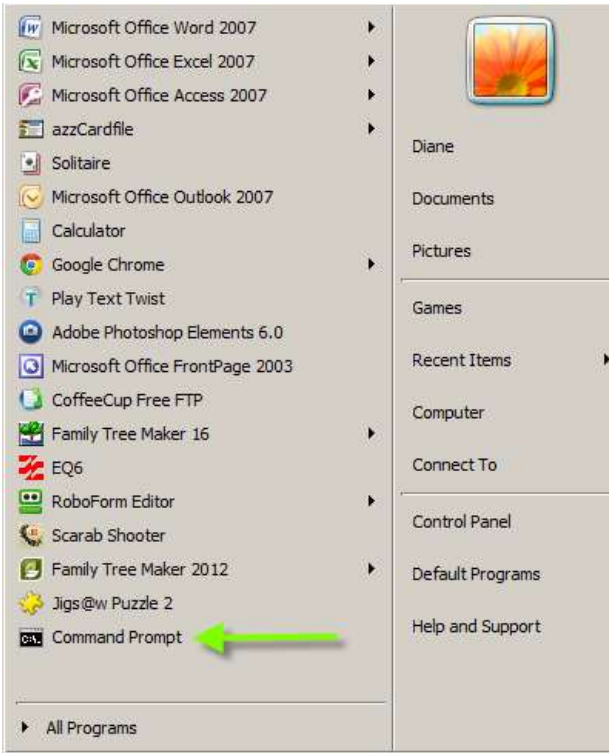 Microsoft Office Word 2007
Microsoft Office Excel 2007
Microsoft Office Access 2007
azzCardfile
Solitaire
Microsoft Office Outlook 2007
Calculator
Google Chrome
Play Text Twist
Adobe Photoshop Elements 6.0
Microsoft Office FrontPage 2003
CoffeeCup Free FTP
Family Tree Maker 16
EQ6
RoboForm Editor
Scarab Shooter
Family Tree Maker 2012
Jigs@w Puzzle 2
Command Prompt
All Programs
Diane
Documents
Pictures
Games
Recent Items
Computer
Connect To
Control Panel
Default Programs
Help and Support